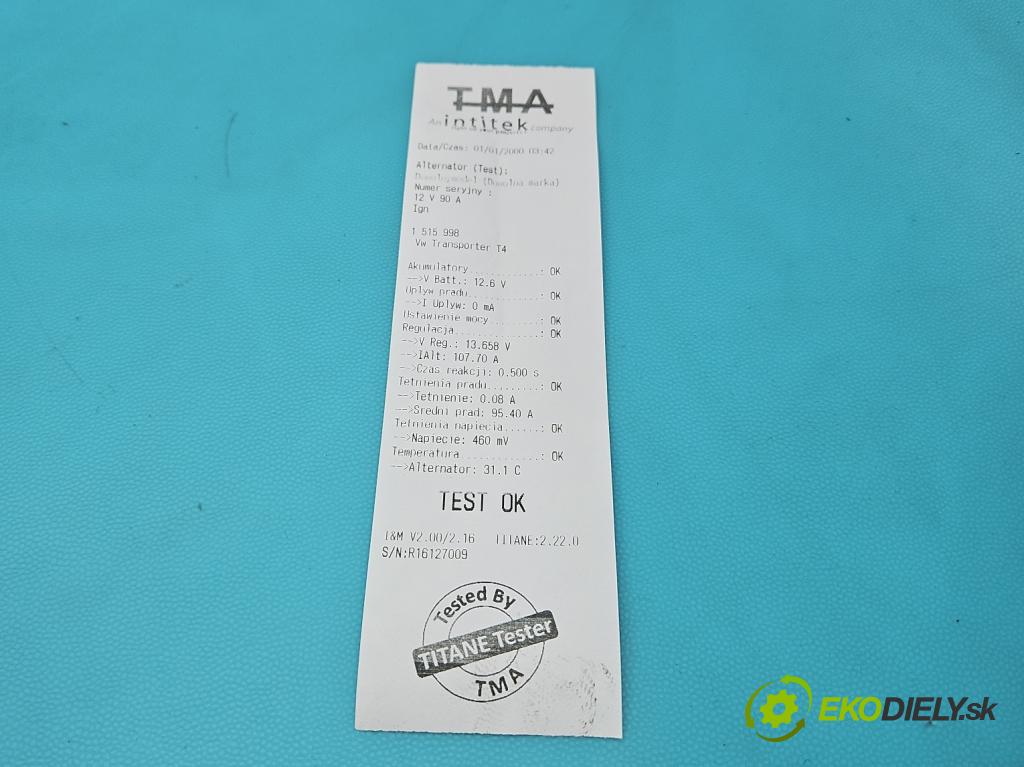 TMA
An intitek company
Data/Czas: 01/01/2000 03:42
Alternator (Test):
(Dowolna marka)
Numer seryjny :
12 V 90 A
Ign
1 515 998
Vw Transporter T4
Akumulatory............: OK
-->V Batt.: 12.6 V
Uplyw pradu............: OK
-->I Uplyw: 0 mA
Ustawienie mocy........: OK
Regulacja..............: OK
-->V Reg.: 13.658 V
-->IAlt: 107.70 A
-->Czas reakcji: 0.500 s
Tetnienia pradu.........: OK
-->Tetnienie: 0.08 A
-->Sredni prad: 95.40 A
Tetnienia napiecia......: OK
-->Napiecie: 460 mV
Temperatura............: OK
-->Alternator: 31.1 C
TEST OK
I&M V2.00/2.16 TITANE:2.22.0
S/N:R16127009
Tested By
TITANE Tester
TMA
EKODIELY.sk